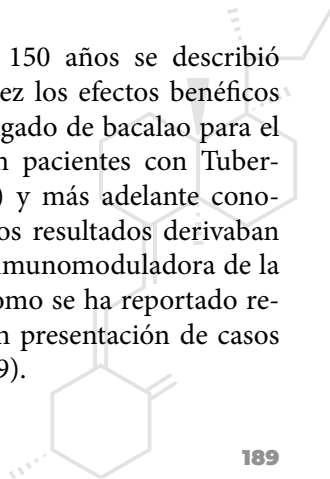 150 años se describió
ez los efectos benéficos
gado de bacalao para el
n pacientes con Tuber-
) y más adelante cono-
os resultados derivaban
nmunomoduladora de la
omo se ha reportado re-
n presentación de casos
9).
189